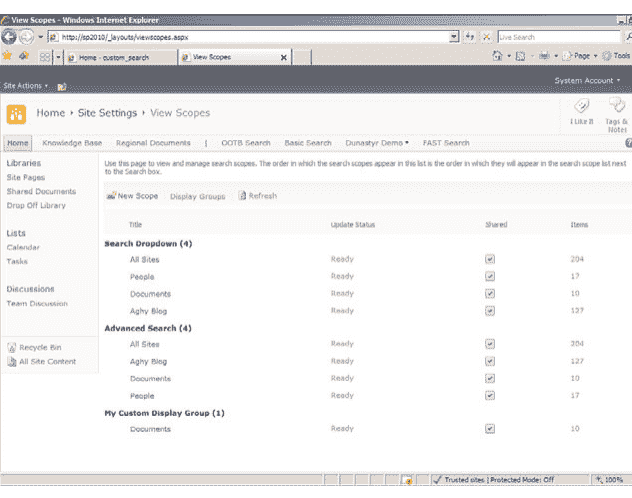 View Scopes - Windows Internet Explorer
http://sp2010/_layouts/viewscopes.aspx
Live Search
Home - custom_search
View Scopes
Page
Tools
System Account
Site Actions
Home › Site Settings › View Scopes
I Like It
Tags &
Notes
Home
Knowledge Base
Regional Documents
|
OOTB Search
Basic Search
Dunastyr Demo
FAST Search
Libraries
Site Pages
Shared Documents
Drop Off Library
Lists
Calendar
Tasks
Discussions
Team Discussion
Recycle Bin
All Site Content
Use this page to view and manage search scopes. The order in which the search scopes appear in this list is the order in which they will appear in the search scope list next
to the Search box.
New Scope
Display Groups
Refresh
Title Update Status Shared Items
Search Dropdown (4)
All Sites Ready 204
People Ready 17
Documents Ready 10
Aghy Blog Ready 127
Advanced Search (4)
All Sites Ready 204
Aghy Blog Ready 127
Documents Ready 10
People Ready 17
My Custom Display Group (1)
Documents Ready 10
Trusted sites | Protected Mode: Off
100%